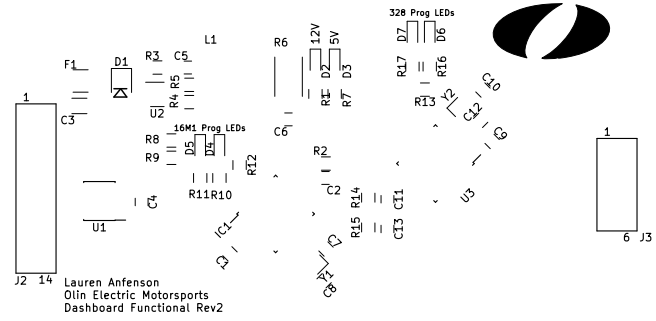 328 Prog LEDs
12V
5V
D7
D6
L1
R6
R3
C5
F1
D1
R5
D2
D3
R17
R16
C10
R4
R1
R7
Y2
R13
1
U2
C12
C3
16M1 Prog LEDs
C6
C9
1
R8
D5
D4
R9
R12
R2
R11
R10
C2
R14
C11
U3
C4
U1
IC1
R15
C13
C7
6
J3
C1
Y1
J2
14
C8
Lauren Anfenson
Olin Electric Motorsports
Dashboard Functional Rev2